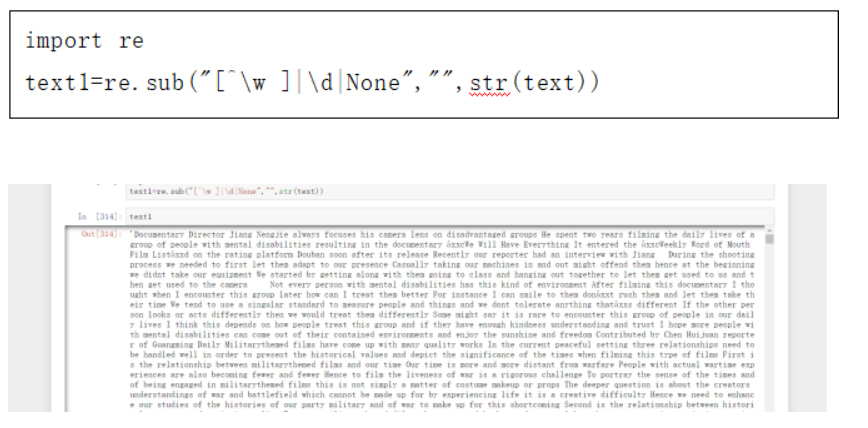 import re
text1=re.sub("[^\w ]|\d|None","",str(text))
text1=re.sub("[^\w ]|\d|None","",str(text))
In [314]: text1
Out[314]: 'Documentary Director Jiang Nengjie always focuses his camera lens on disadvantaged groups He spent two years filming the daily lives of a
group of people with mental disabilities resulting in the documentary âxxcWe Will Have Everything It entered the âxxcWeekly Word of Mouth
Film Listâxxd on the rating platform Douban soon after its release Recently our reporter had an interview with Jiang   During the shooting
process we needed to first let them adapt to our presence Casually taking our machines in and out might offend them hence at the beginning
we didnt take our equipment We started by getting along with them going to class and hanging out together to let them get used to us and t
hen get used to the camera     Not every person with mental disabilities has this kind of environment After filming this documentary I tho
ught when I encounter this group later how can I treat them better For instance I can smile to them donâxxt rush them and let them take th
eir time We tend to use a singular standard to measure people and things and we dont tolerate anything thatâxxs different If the other per
son looks or acts differently then we would treat them differently Some might say it is rare to encounter this group of people in our dail
y lives I think this depends on how people treat this group and if they have enough kindness understanding and trust I hope more people wi
th mental disabilities can come out of their contained environments and enjoy the sunshine and freedom Contributed by Chen Huijuan reporte
r of Guangming Daily Militarythemed films have come up with many quality works In the current peaceful setting three relationships need to
be handled well in order to present the historical values and depict the significance of the times when filming this type of films First i
s the relationship between militarythemed films and our time Our time is more and more distant from warfare People with actual wartime exp
eriences are also becoming fewer and fewer Hence to film the liveness of war is a rigorous challenge To portray the sense of the times and
of being engaged in militarythemed films this is not simply a matter of costume makeup or props The deeper question is about the creators
understandings of war and battlefield which cannot be made up for by experiencing life it is a creative difficulty Hence we need to enhanc
e our studies of the histories of our party military and of war to make up for this shortcoming Second is the relationship between histori